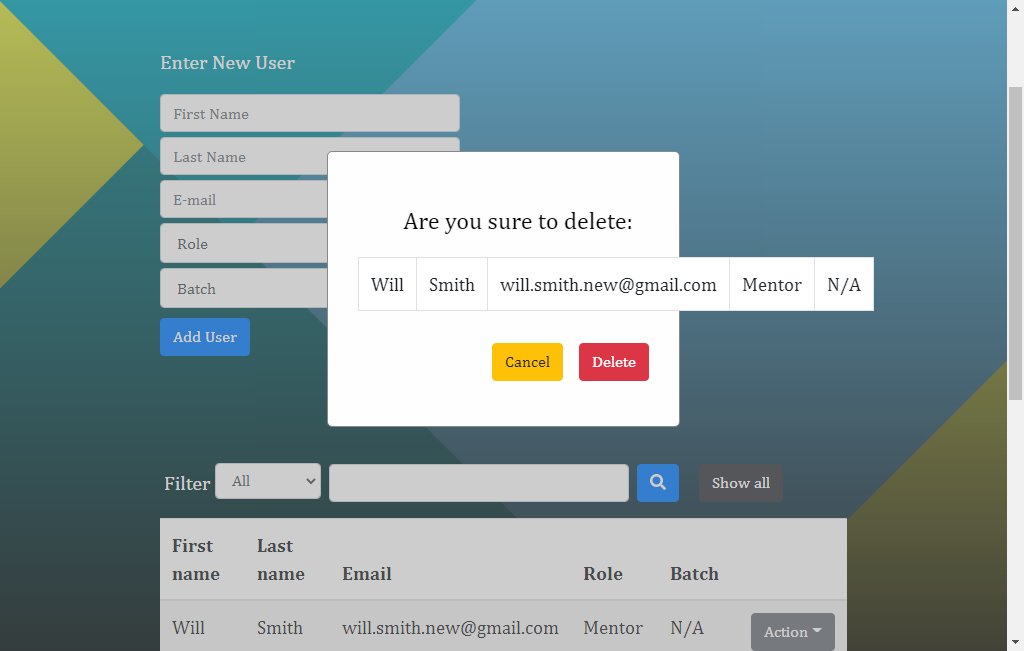 Enter New User
First Name
Last Name
E-mail
Role
Batch
Add User
Are you sure to delete:
Will Smith will.smith.new@gmail.com Mentor N/A
Cancel Delete
Filter All Show all
First name Last name Email Role Batch
Will Smith will.smith.new@gmail.com Mentor N/A Action